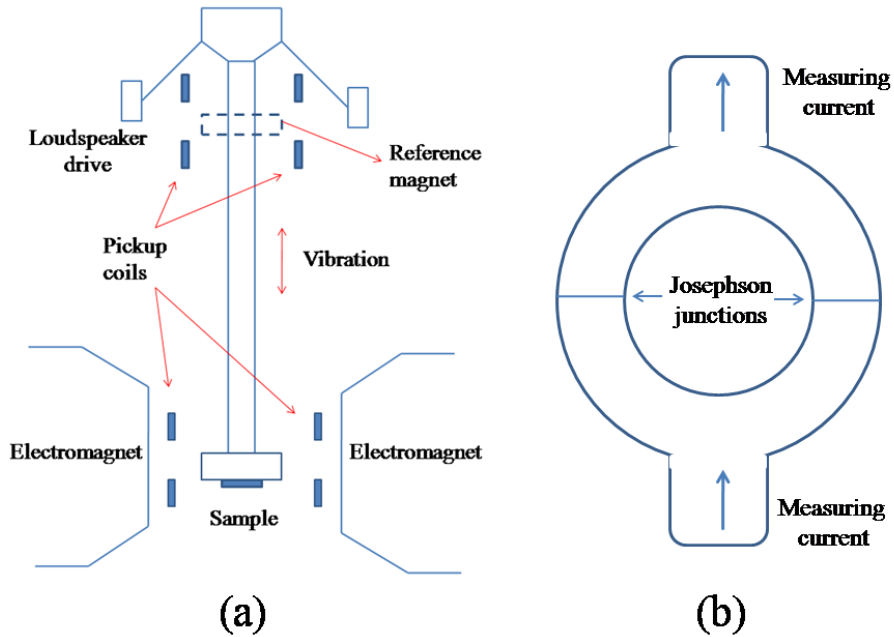 Loudspeaker
drive
Reference
magnet
Pickup
coils
Vibration
Electromagnet
Electromagnet
Sample
(a)
Measuring
current
Josephson
junctions
Measuring
current
(b)